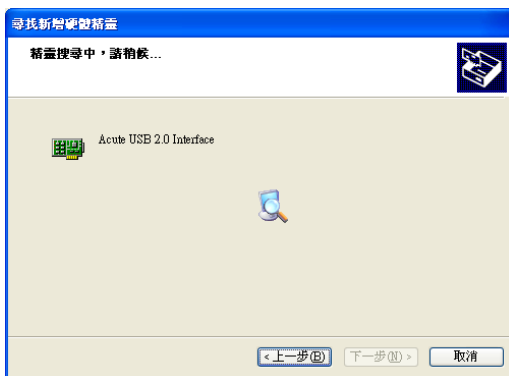 尋找新增硬體精靈
精靈搜尋中，請稍候...
Acute USB 2.0 Interface
<上一步(B)
下一步(N)>
取消